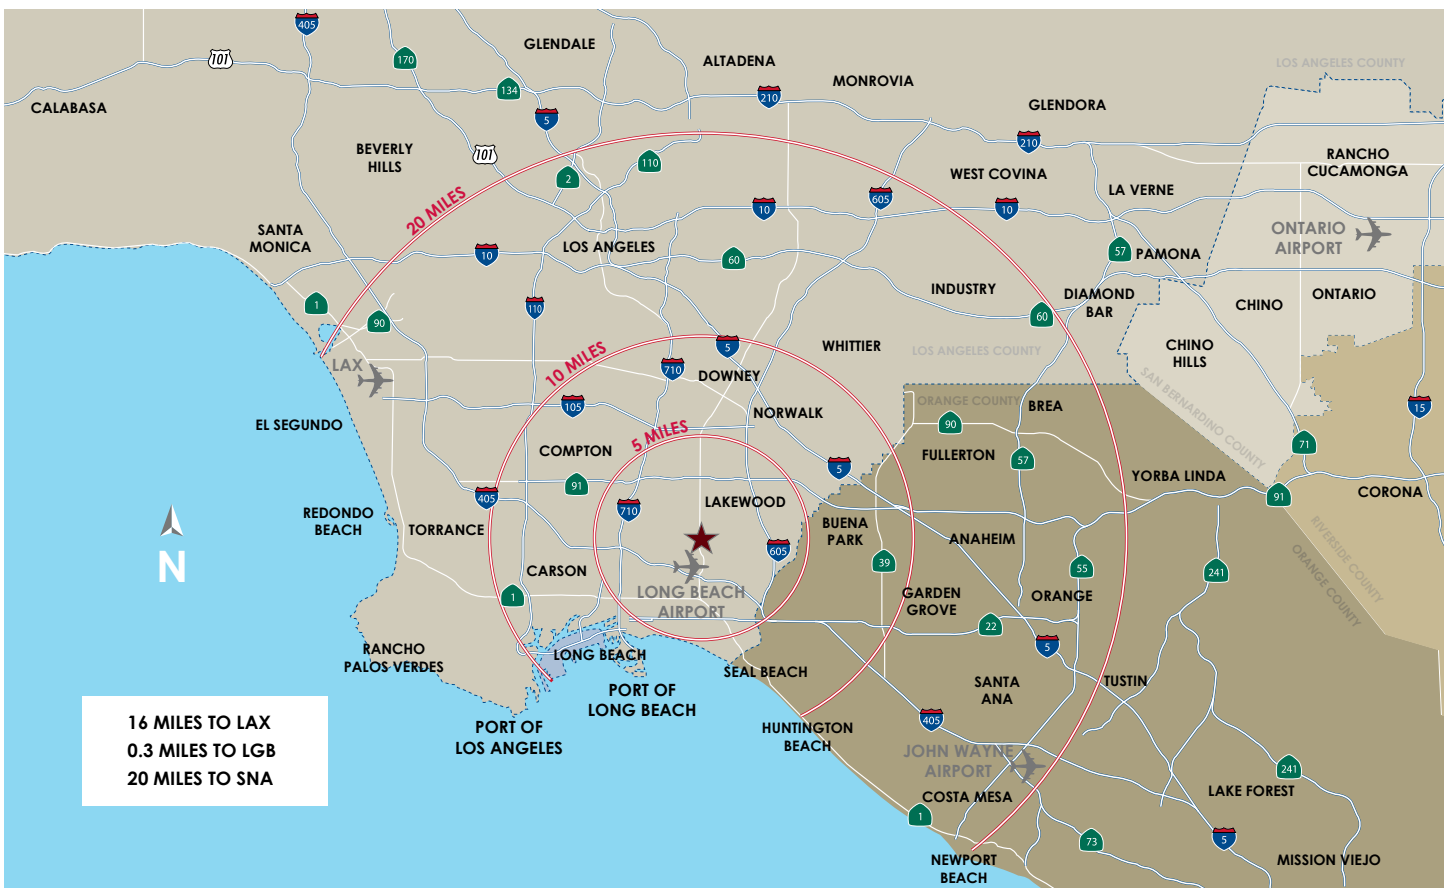 405
101
170
GLENDALE
ALTADENA
LOS ANGELES COUNTY
134
210
MONROVIA
GLENDORA
CALABASA
5
210
BEVERLY
HILLS
101
110
2
WEST COVINA
RANCHO
CUCAMONGA
LA VERNE
20 MILES
605
10
10
SANTA
MONICA
LOS ANGELES
10
60
57
PAMONA
ONTARIO
AIRPORT
INDUSTRY
DIAMOND
BAR
CHINO
ONTARIO
1
90
110
60
10 MILES
5
WHITTIER
LOS ANGELES COUNTY
CHINO
HILLS
LAX
710
DOWNEY
SAN BERNARDINO COUNTY
ORANGE COUNTY
BREA
105
NORWALK
15
EL SEGUNDO
5 MILES
90
COMPTON
FULLERTON
57
71
5
YORBA LINDA
91
405
710
LAKEWOOD
91
CORONA
REDONDO
BEACH
TORRANCE
BUENA
PARK
ANAHEIM
RIVERSIDE COUNTY
ORANGE COUNTY
N
605
39
55
241
CARSON
1
LONG BEACH
AIRPORT
GARDEN
GROVE
ORANGE
22
5
RANCHO
PALOS VERDES
LONG BEACH
SEAL BEACH
SANTA
ANA
TUSTIN
PORT OF
LONG BEACH
PORT OF
LOS ANGELES
HUNTINGTON
BEACH
405
16 MILES TO LAX
0.3 MILES TO LGB
20 MILES TO SNA
JOHN WAYNE
AIRPORT
241
COSTA MESA
LAKE FOREST
1
73
5
NEWPORT
BEACH
MISSION VIEJO